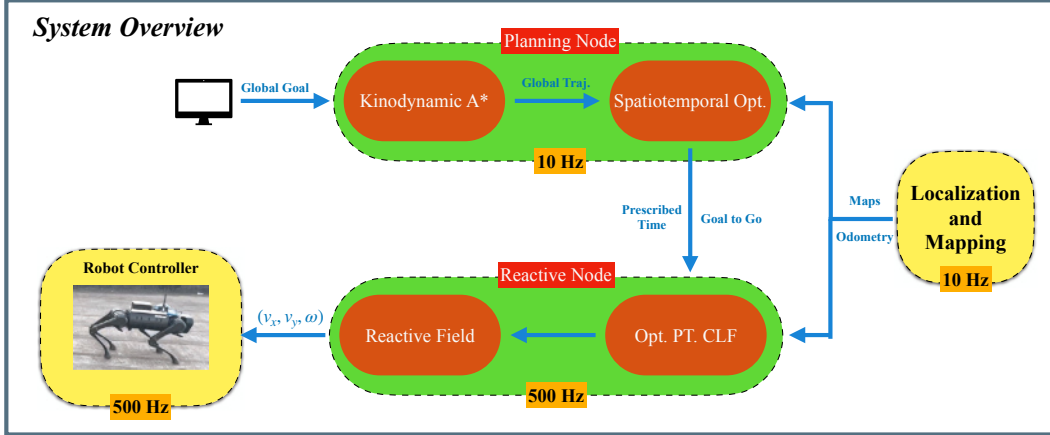 System Overview
Planning Node
Global Goal
Kinodynamic A*
Global Traj.
Spatiotemporal Opt.
10 Hz
Prescribed
Time
Goal to Go
Maps
Odometry
Localization
and
Mapping
10 Hz
Reactive Node
Robot Controller
(vx, vy, ω)
Reactive Field
Opt. PT. CLF
500 Hz
500 Hz